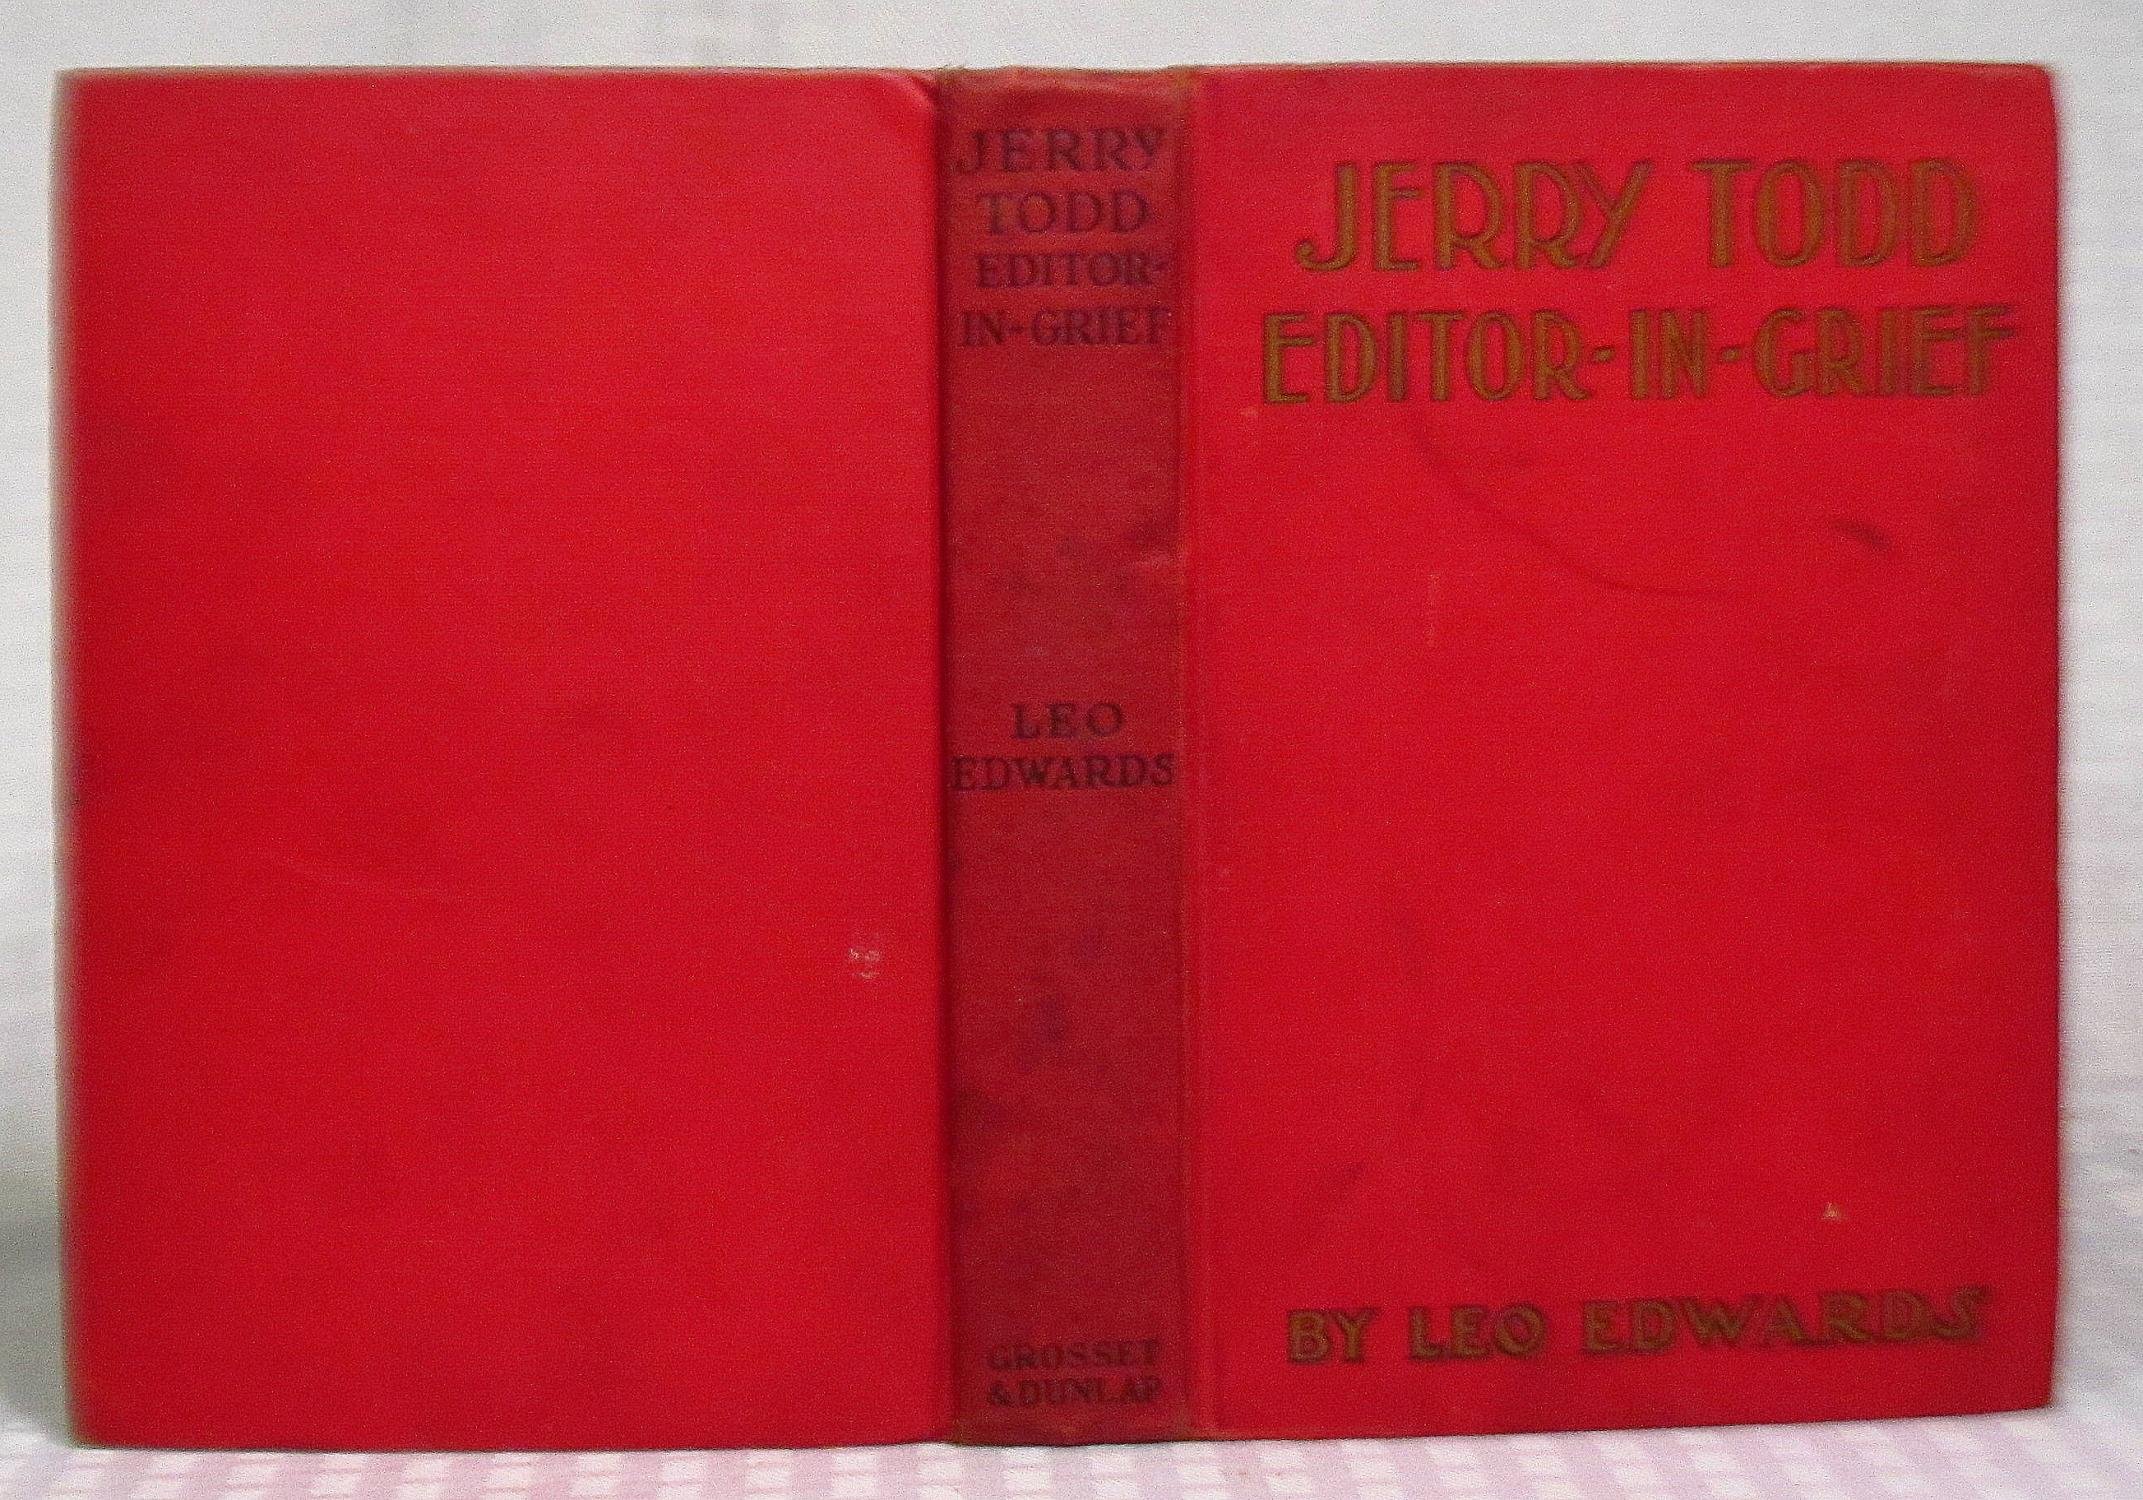 JERRY
TODD
EDITOR-
IN-GRIEF
LEO
EDWARDS
GROSSET
& DUNLAP
JERRY TODD
EDITOR-IN-GRIEF
BY LEO EDWARDS